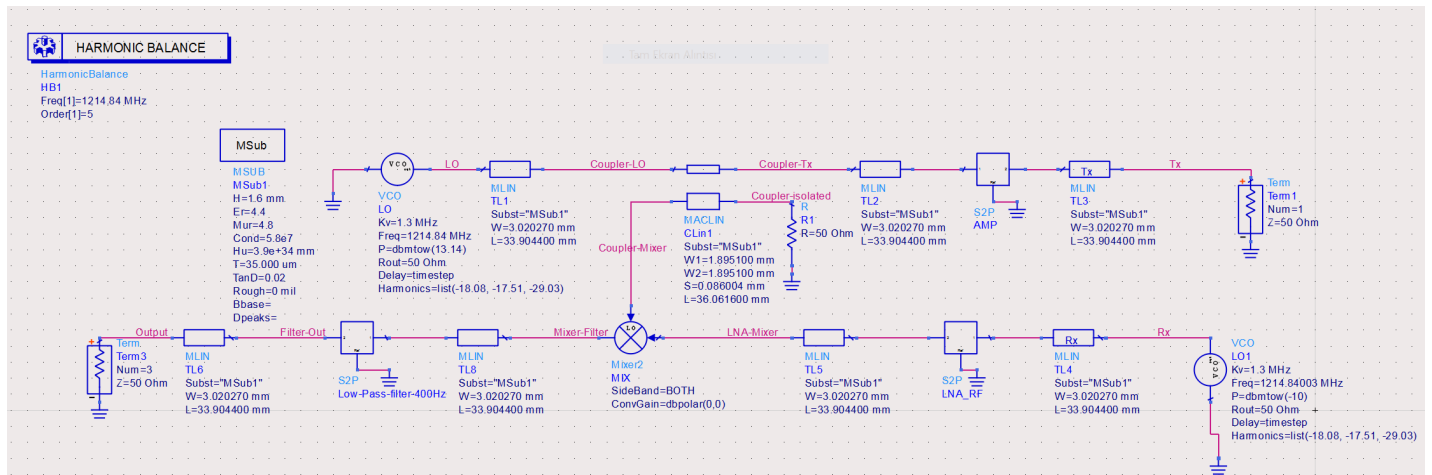 HARMONIC BALANCE
HarmonicBalance
HB1
Freq[1]=1214.84 MHz
Order[1]=5
MSub
MSUB
MSub1
H=1.6 mm
Er=4.4
Mur=4.8
Cond=5.8e7
Hu=3.9e+34 mm
T=35.000 um
TanD=0.02
Rough=0 mil
Bbase=
Dpeaks=
VCO
LO
VCO
LO
Kv=1.3 MHz
Freq=1214.84 MHz
P=dbmtow(13.14)
Rout=50 Ohm
Delay=timestep
Harmonics=list(-18.08, -17.51, -29.03)
MLIN
TL1
Subst="MSub1"
W=3.020270 mm
L=33.904400 mm
Coupler-LO
Coupler-Tx
Coupler-isolated
Coupler-Mixer
MACLIN
CLin1
Subst="MSub1"
W1=1.895100 mm
W2=1.895100 mm
S=0.086004 mm
L=36.061600 mm
R
R1
R=50 Ohm
MLIN
TL2
Subst="MSub1"
W=3.020270 mm
L=33.904400 mm
S2P
AMP
Tx
MLIN
TL3
Subst="MSub1"
W=3.020270 mm
L=33.904400 mm
Tx
Term
Term1
Num=1
Z=50 Ohm
Output
Term
Term3
Num=3
Z=50 Ohm
MLIN
TL6
Subst="MSub1"
W=3.020270 mm
L=33.904400 mm
Filter-Out
S2P
Low-Pass-filter-400Hz
MLIN
TL8
Subst="MSub1"
W=3.020270 mm
L=33.904400 mm
Mixer-Filter
LO
Mixer2
MIX
SideBand=BOTH
ConvGain=dbpolar(0,0)
LNA-Mixer
MLIN
TL5
Subst="MSub1"
W=3.020270 mm
L=33.904400 mm
S2P
LNA_RF
Rx
MLIN
TL4
Subst="MSub1"
W=3.020270 mm
L=33.904400 mm
Rx
VCO
VCO
LO1
Kv=1.3 MHz
Freq=1214.84003 MHz
P=dbmtow(-10)
Rout=50 Ohm
Delay=timestep
Harmonics=list(-18.08, -17.51, -29.03)